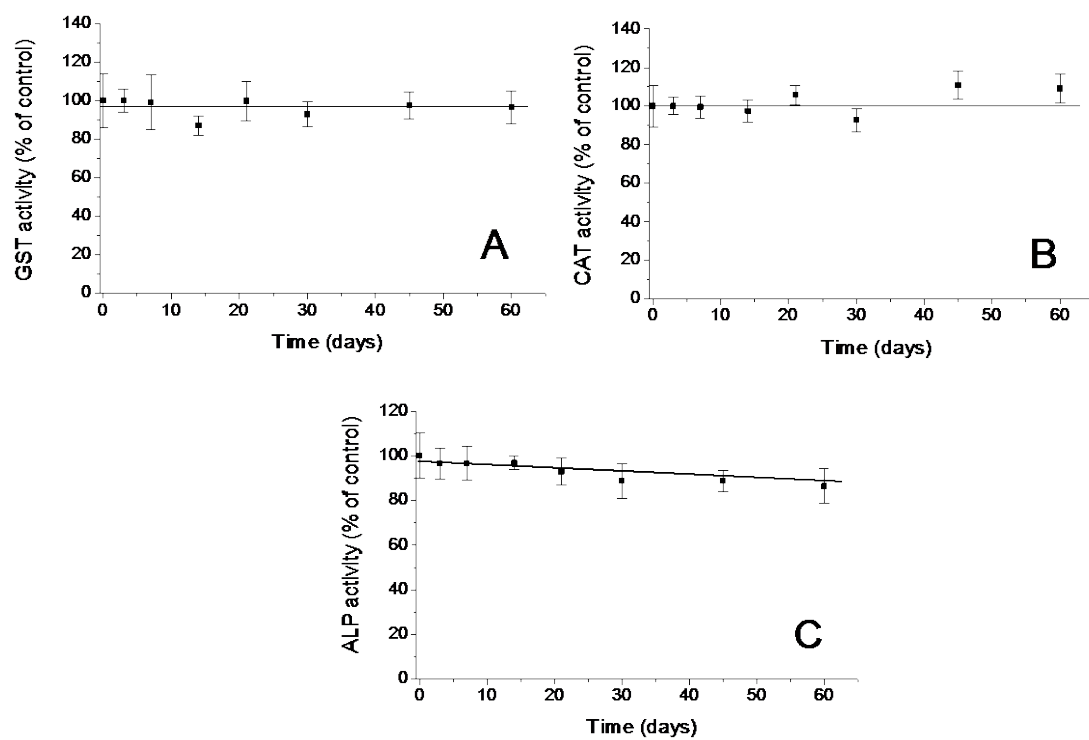 GST activity (% of control)
140
120
100
80
60
40
20
0
0 10 20 30 40 50 60
Time (days)
A
CAT activity (% of control)
140
120
100
80
60
40
20
0
0 10 20 30 40 50 60
Time (days)
B
ALP activity (% of control)
120
100
80
60
40
20
0
0 10 20 30 40 50 60
Time (days)
C